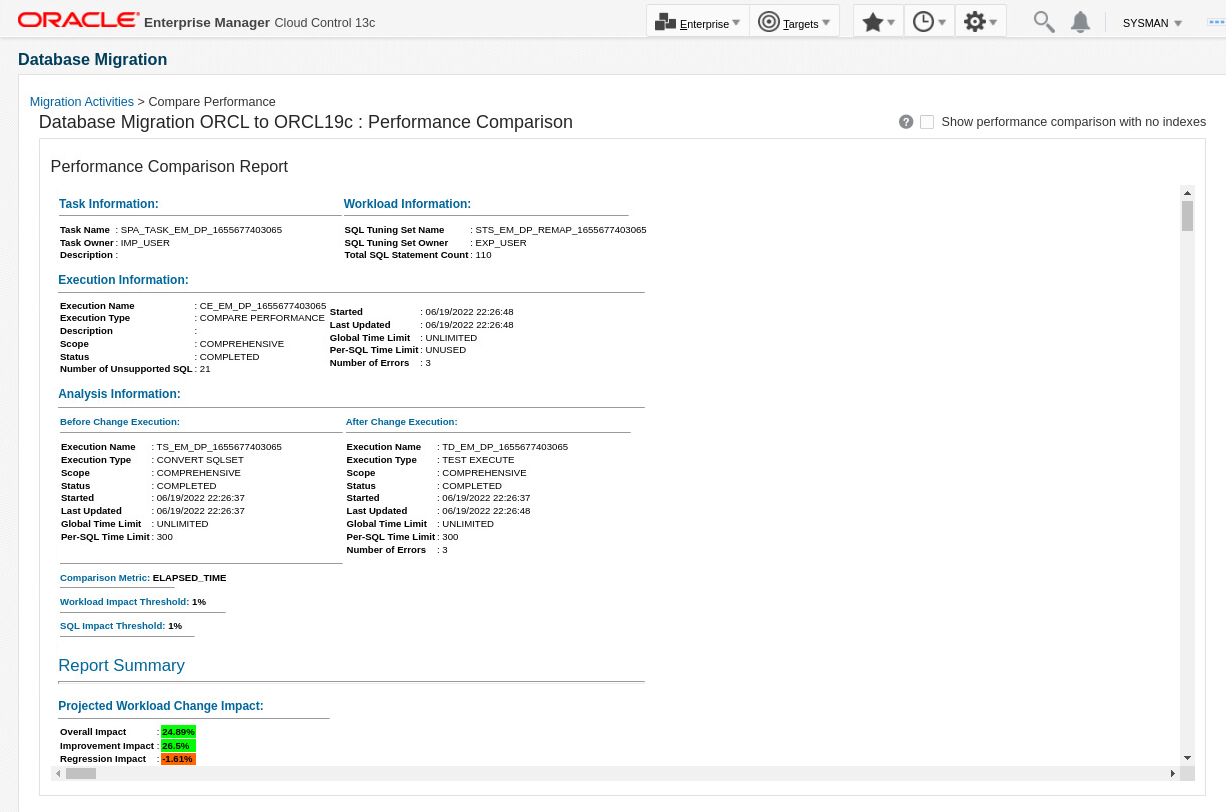 ORACLE Enterprise Manager Cloud Control 13c Enterprise Targets SYSMAN
Database Migration
Migration Activities > Compare Performance
Database Migration ORCL to ORCL19c : Performance Comparison
? Show performance comparison with no indexes
Performance Comparison Report
Task Information:
Task Name : SPA_TASK_EM_DP_1655677403065
Task Owner : IMP_USER
Description :
Workload Information:
SQL Tuning Set Name : STS_EM_DP_REMAP_1655677403065
SQL Tuning Set Owner : EXP_USER
Total SQL Statement Count : 110
Execution Information:
Execution Name : CE_EM_DP_1655677403065
Execution Type : COMPARE PERFORMANCE
Description :
Scope : COMPREHENSIVE
Status : COMPLETED
Number of Unsupported SQL : 21
Started : 06/19/2022 22:26:48
Last Updated : 06/19/2022 22:26:48
Global Time Limit : UNLIMITED
Per-SQL Time Limit : UNUSED
Number of Errors : 3
Analysis Information:
Before Change Execution:
Execution Name : TS_EM_DP_1655677403065
Execution Type : CONVERT SQLSET
Scope : COMPREHENSIVE
Status : COMPLETED
Started : 06/19/2022 22:26:37
Last Updated : 06/19/2022 22:26:37
Global Time Limit : UNLIMITED
Per-SQL Time Limit : 300
After Change Execution:
Execution Name : TD_EM_DP_1655677403065
Execution Type : TEST EXECUTE
Scope : COMPREHENSIVE
Status : COMPLETED
Started : 06/19/2022 22:26:37
Last Updated : 06/19/2022 22:26:48
Global Time Limit : UNLIMITED
Per-SQL Time Limit : 300
Number of Errors : 3
Comparison Metric: ELAPSED_TIME
Workload Impact Threshold: 1%
SQL Impact Threshold: 1%
Report Summary
Projected Workload Change Impact:
Overall Impact : 24.89%
Improvement Impact : 26.5%
Regression Impact : -1.61%